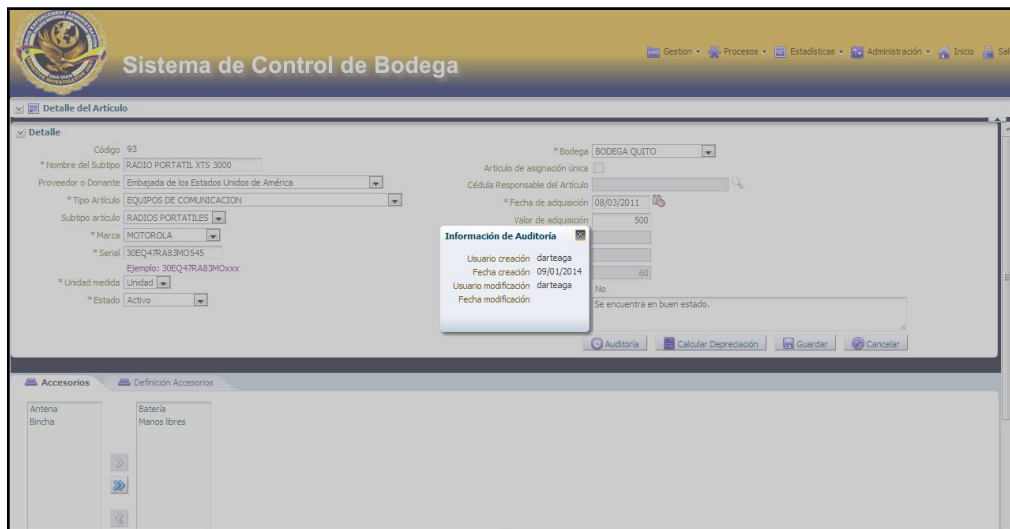 Sistema de Control de Bodega
Gestion
Procesos
Estadísticas
Administración
Inicio
Sal
Detalle del Artículo
Detalle
Código 93
* Nombre del Subtipo RADIO PORTATIL XTS 3000
Proveedor o Donante Embajada de los Estados Unidos de América
* Tipo Artículo EQUIPOS DE COMUNICACION
Subtipo artículo RADIOS PORTATILES
* Marca MOTOROLA
* Serial 30EQ47RA83MO545
Ejemplo: 30EQ47RA83MOxxx
* Unidad medida Unidad
* Estado Activo
* Bodega BODEGA QUITO
Articulo de asignación única
Cédula Responsable del Artículo
* Fecha de adquisición 08/03/2011
Valor de adquisición 500
60
No
Se encuentra en buen estado.
Información de Auditoría
Usuario creación darteaga
Fecha creación 09/01/2014
Usuario modificación darteaga
Fecha modificación
Auditoría
Calcular Depreciación
Guardar
Cancelar
Accesorios
Definición Accesorios
Antena
Bincha
Batería
Manos libres